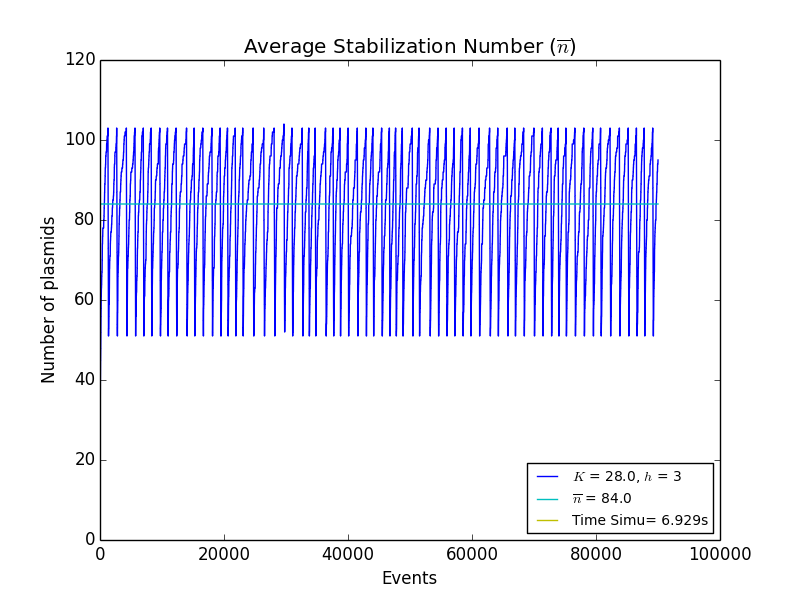 Average Stabilization Number (n̅)
120
100
80
60
40
20
0
Number of plasmids
0 20000 40000 60000 80000 100000
Events
K = 28.0, h = 3
n̅ = 84.0
Time Simu= 6.929s